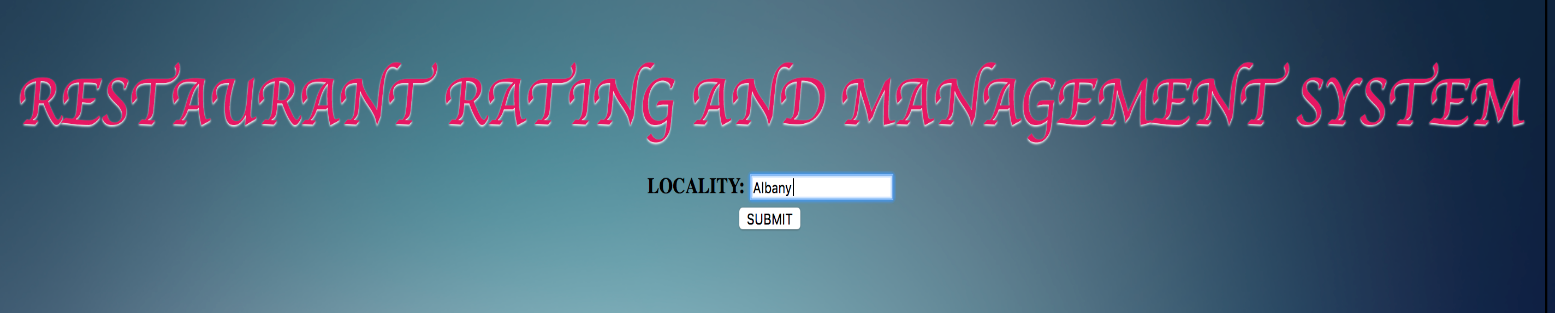 RESTAURANT RATING AND MANAGEMENT SYSTEM
LOCALITY: Albany
SUBMIT